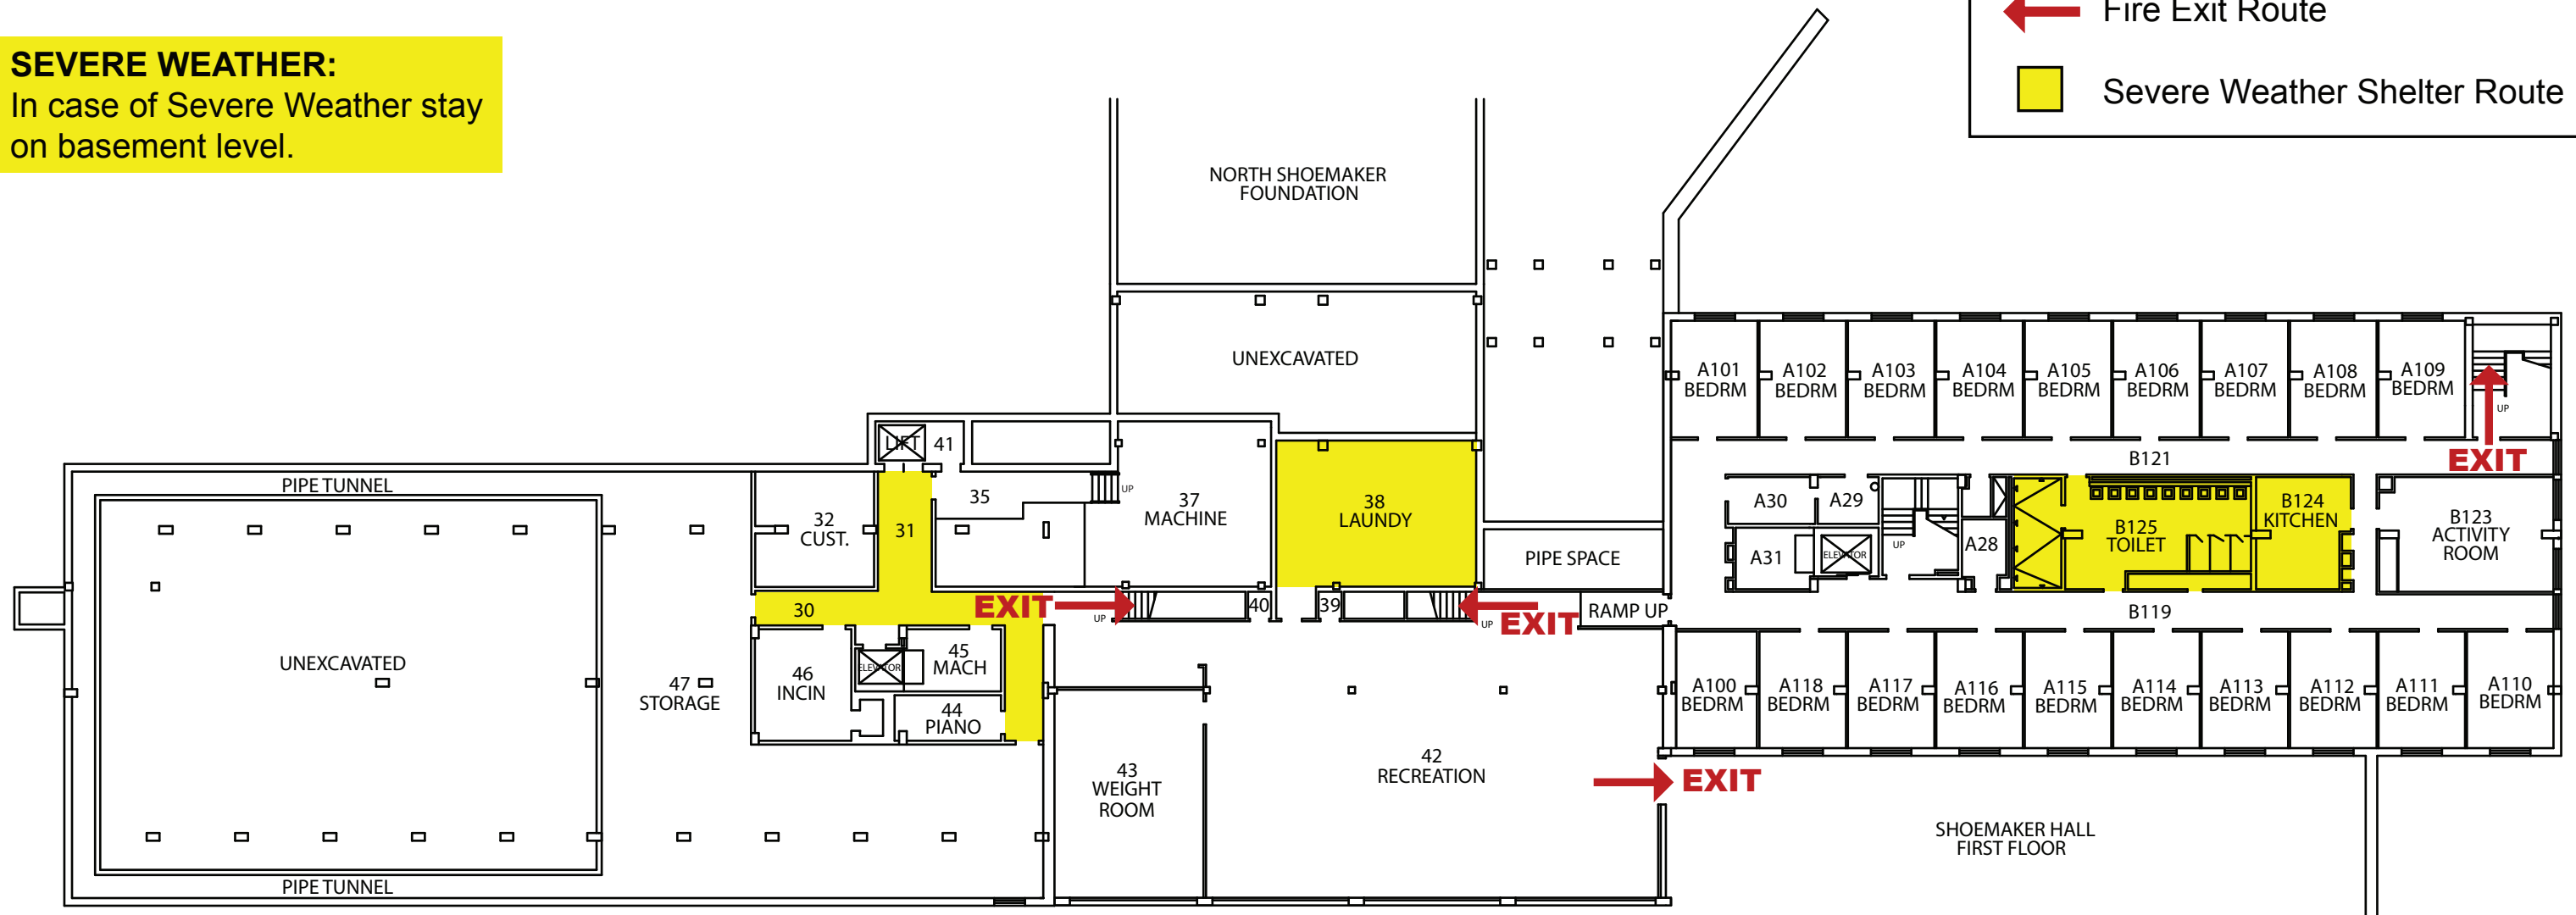 Fire Exit Route
SEVERE WEATHER:
In case of Severe Weather stay
on basement level.
Severe Weather Shelter Route
NORTH SHOEMAKER
FOUNDATION
UNEXCAVATED
A101
BEDRM
A102
BEDRM
A103
BEDRM
A104
BEDRM
A105
BEDRM
A106
BEDRM
A107
BEDRM
A108
BEDRM
A109
BEDRM
UP
EXIT
B121
LIFT
41
PIPE TUNNEL
35
UP
32
CUST.
31
37
MACHINE
38
LAUNDY
A30
A29
B125
TOILET
B124
KITCHEN
B123
ACTIVITY
ROOM
PIPE SPACE
A31
ELEVATOR
UP
A28
30
EXIT
UP
40
39
UP
EXIT
RAMP UP
B119
UNEXCAVATED
47
STORAGE
46
INCIN
ELEVATOR
45
MACH
44
PIANO
A100
BEDRM
A118
BEDRM
A117
BEDRM
A116
BEDRM
A115
BEDRM
A114
BEDRM
A113
BEDRM
A112
BEDRM
A111
BEDRM
A110
BEDRM
43
WEIGHT
ROOM
42
RECREATION
EXIT
SHOEMAKER HALL
FIRST FLOOR
PIPE TUNNEL